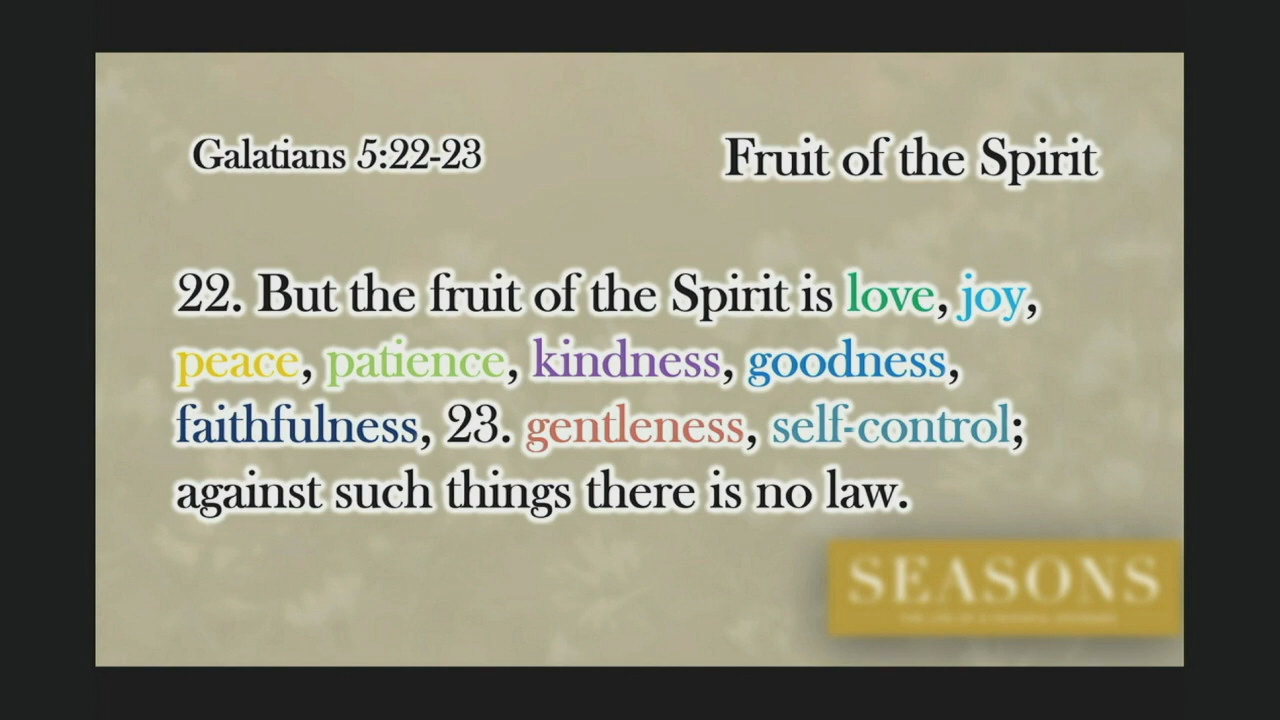 Galatians 5:22-23
Fruit of the Spirit
22. But the fruit of the Spirit is love, joy,
peace, patience, kindness, goodness,
faithfulness, 23. gentleness, self-control;
against such things there is no law.
SEASONS